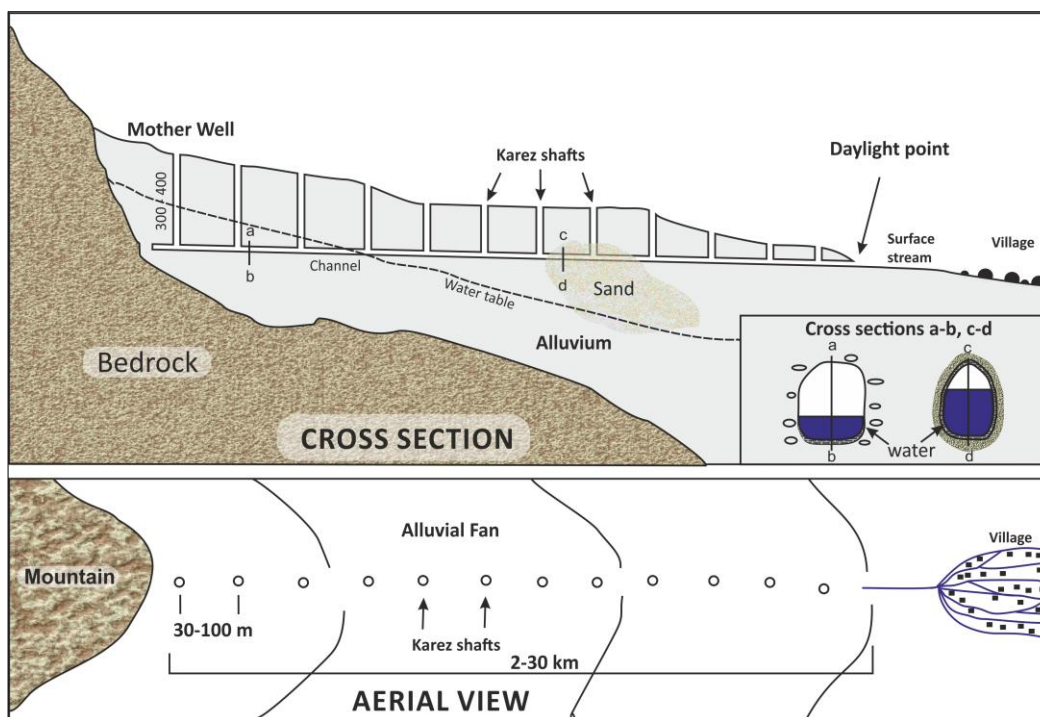 Mother Well
Karez shafts
Daylight point
300 400
a
b
Channel
Water table
c
d
Sand
Surface
stream
Village
Alluvium
Bedrock
CROSS SECTION
Cross sections a-b, c-d
a
c
b
water
d
Mountain
Alluvial Fan
Village
30-100 m
Karez shafts
2-30 km
AERIAL VIEW